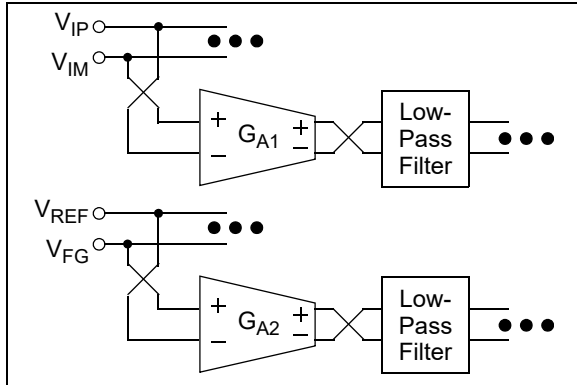 V_IP
V_IM
+
−
G_A1
+
−
Low-
Pass
Filter
V_REF
V_FG
+
−
G_A2
+
−
Low-
Pass
Filter